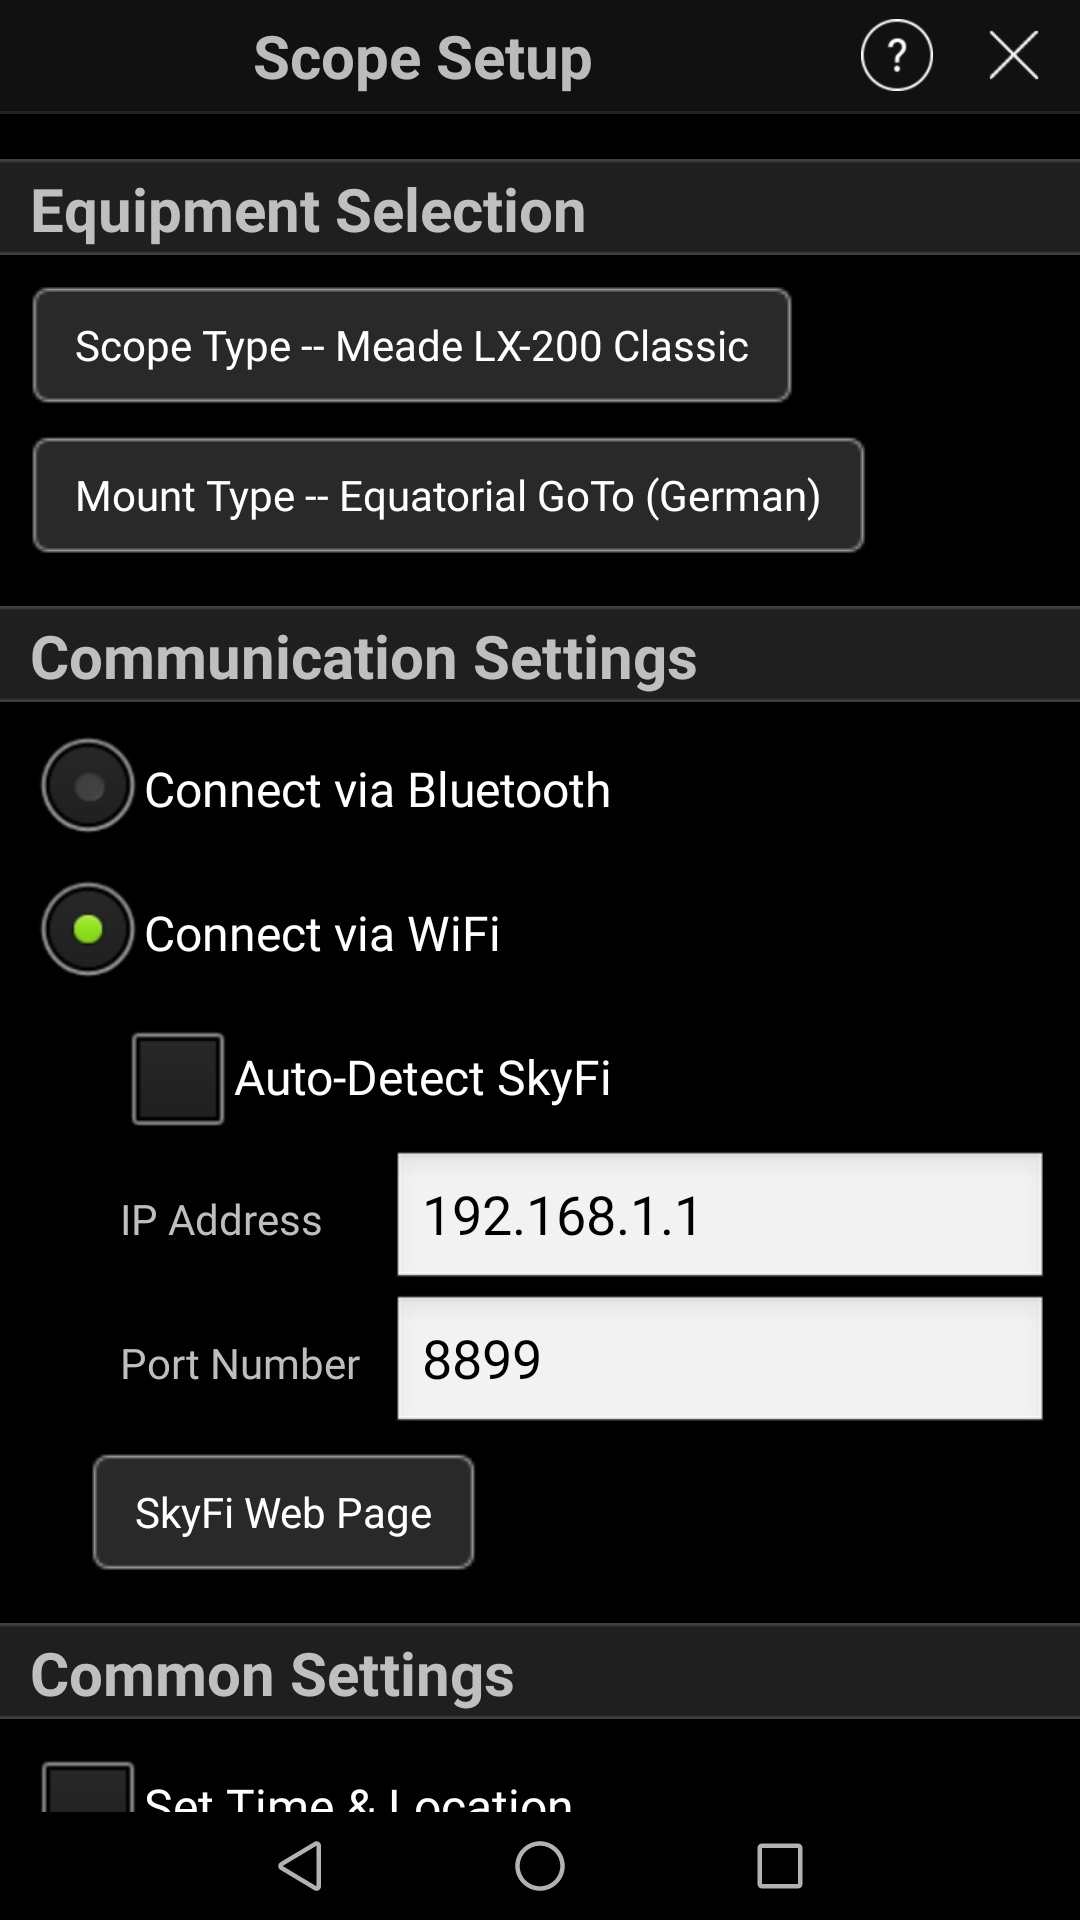 Scope Setup
?
Equipment Selection
Scope Type -- Meade LX-200 Classic
Mount Type -- Equatorial GoTo (German)
Communication Settings
Connect via Bluetooth
Connect via WiFi
Auto-Detect SkyFi
IP Address
192.168.1.1
Port Number
8899
SkyFi Web Page
Common Settings
Set Time & Location